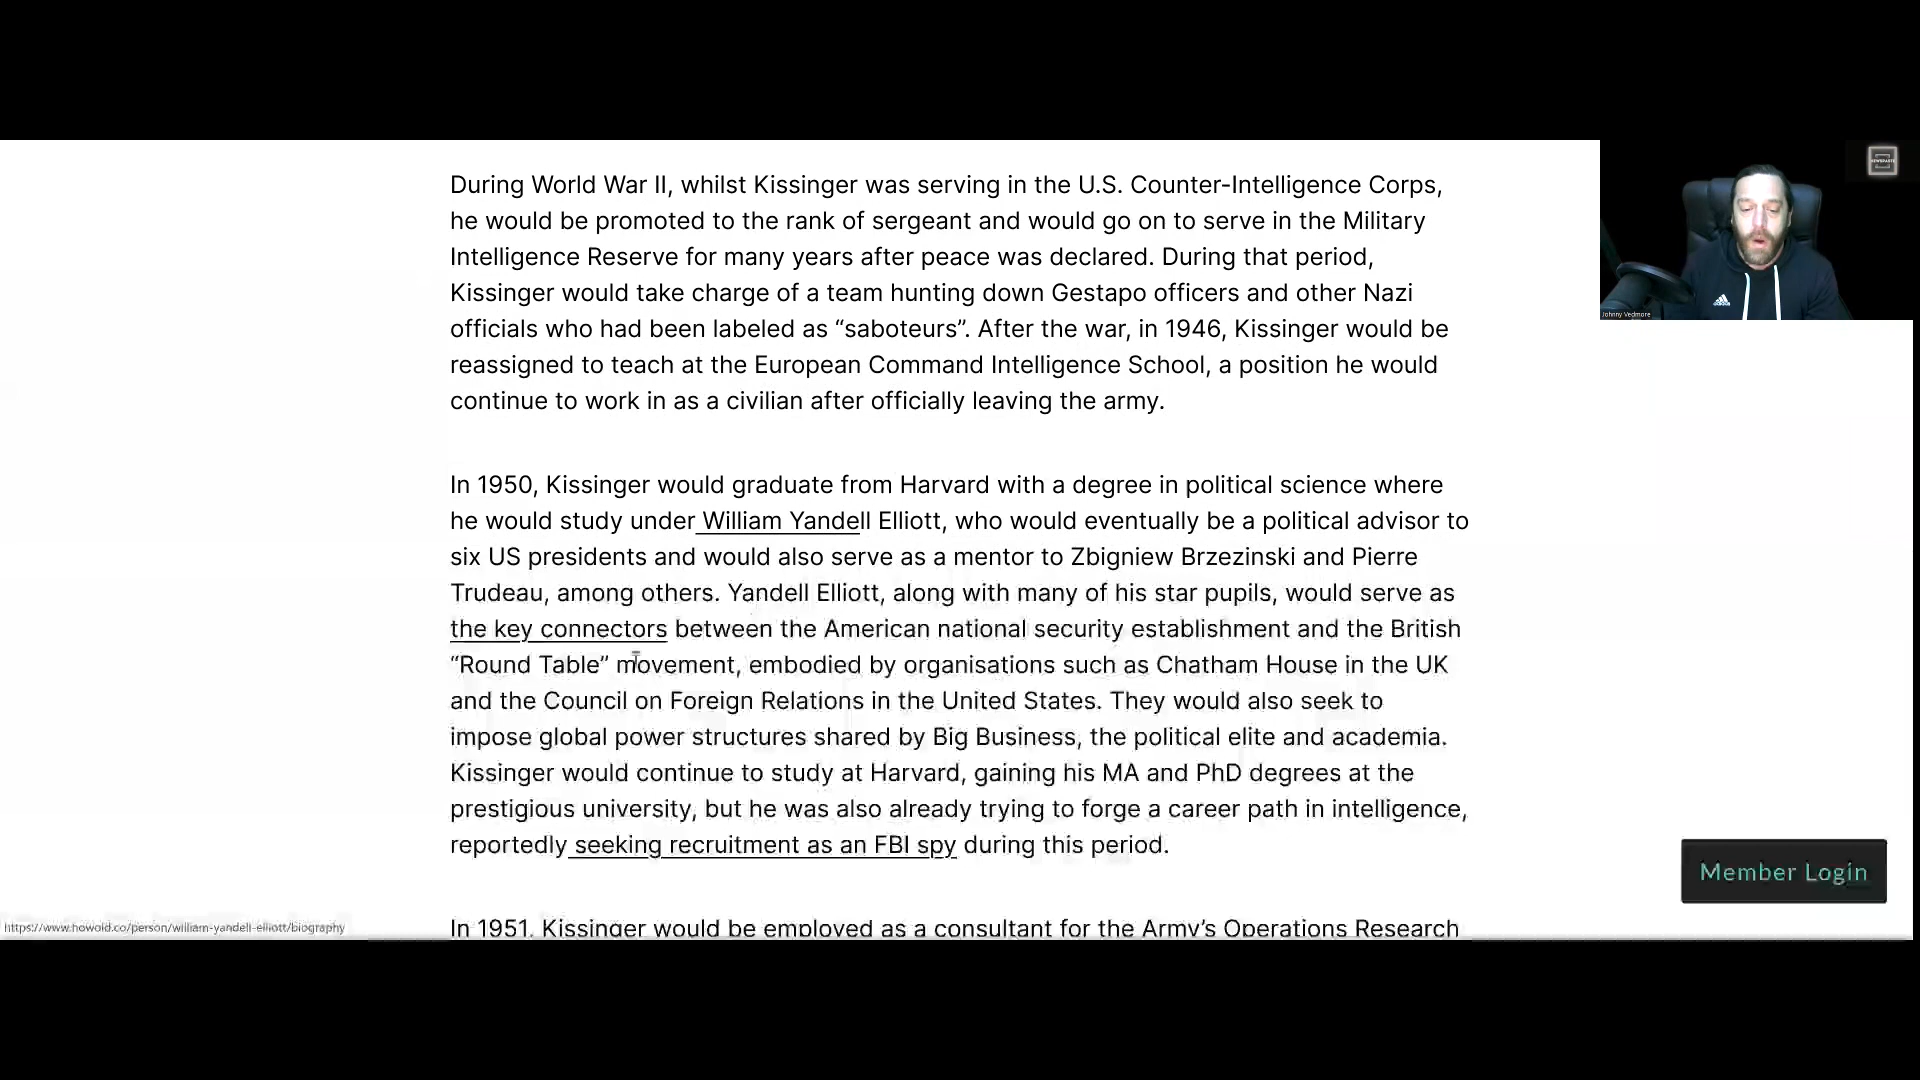 During World War II, whilst Kissinger was serving in the U.S. Counter-Intelligence Corps,
he would be promoted to the rank of sergeant and would go on to serve in the Military
Intelligence Reserve for many years after peace was declared. During that period,
Kissinger would take charge of a team hunting down Gestapo officers and other Nazi
officials who had been labeled as “saboteurs”. After the war, in 1946, Kissinger would be
reassigned to teach at the European Command Intelligence School, a position he would
continue to work in as a civilian after officially leaving the army.
In 1950, Kissinger would graduate from Harvard with a degree in political science where
he would study under William Yandell Elliott, who would eventually be a political advisor to
six US presidents and would also serve as a mentor to Zbigniew Brzezinski and Pierre
Trudeau, among others. Yandell Elliott, along with many of his star pupils, would serve as
the key connectors between the American national security establishment and the British
“Round Table” movement, embodied by organisations such as Chatham House in the UK
and the Council on Foreign Relations in the United States. They would also seek to
impose global power structures shared by Big Business, the political elite and academia.
Kissinger would continue to study at Harvard, gaining his MA and PhD degrees at the
prestigious university, but he was also already trying to forge a career path in intelligence,
reportedly seeking recruitment as an FBI spy during this period.
In 1951, Kissinger would be employed as a consultant for the Army’s Operations Research
Johnny Vedmore
Member Login
https://www.howold.co/person/william-yandell-elliott/biography